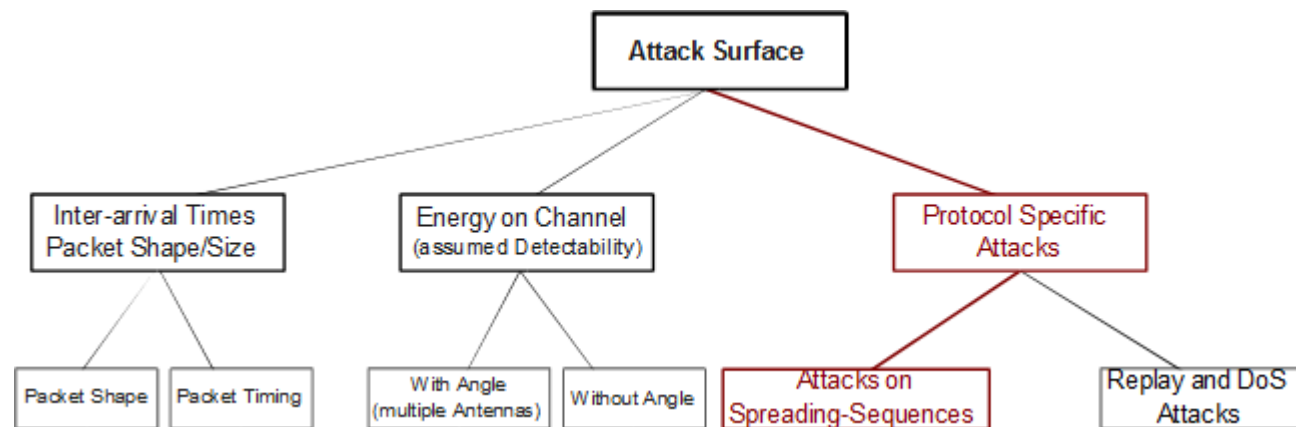 Attack Surface
Inter-arrival Times
Packet Shape/Size
Energy on Channel
(assumed Detectability)
Protocol Specific
Attacks
Packet Shape
Packet Timing
With Angle
(multiple Antennas)
Without Angle
Attacks on
Spreading-Sequences
Replay and DoS
Attacks